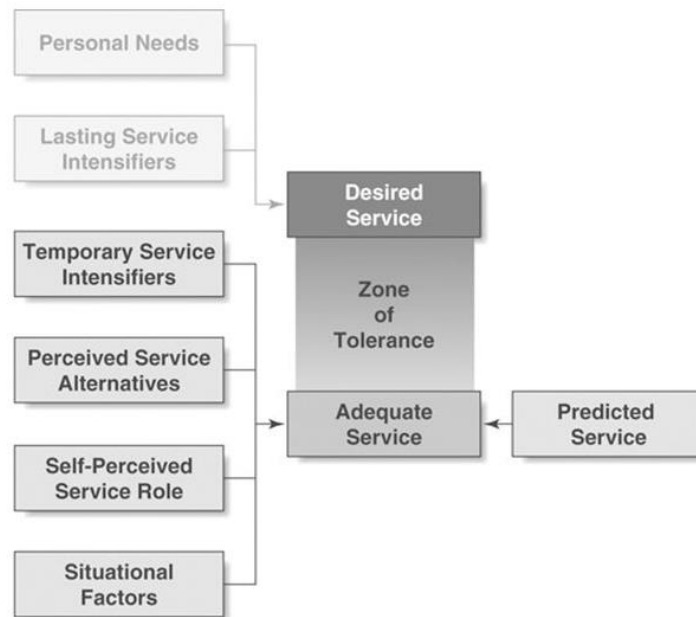 Personal Needs
Lasting Service
Intensifiers
Desired
Service
Temporary Service
Intensifiers
Zone
of
Tolerance
Perceived Service
Alternatives
Adequate
Service
Predicted
Service
Self-Perceived
Service Role
Situational
Factors